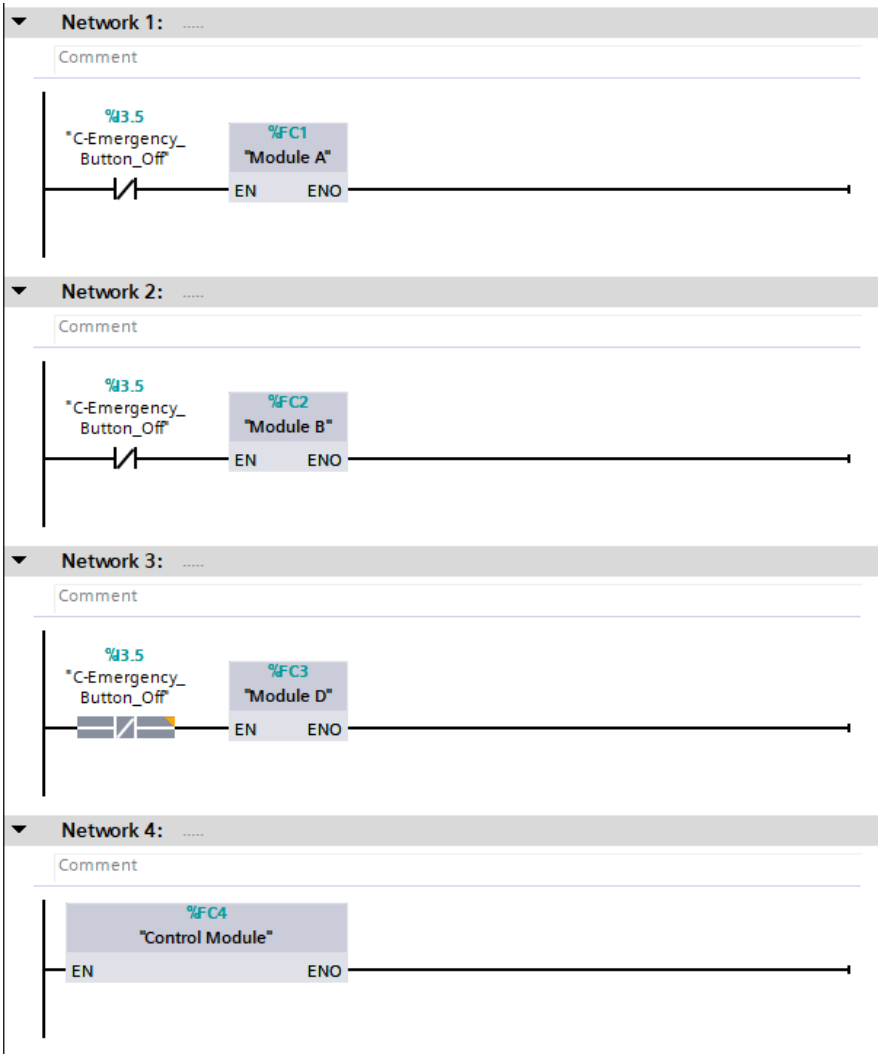 Network 1: .....
Comment
%I3.5
"C-Emergency_
Button_Off"
%FC1
"Module A"
EN ENO
Network 2: .....
Comment
%I3.5
"C-Emergency_
Button_Off"
%FC2
"Module B"
EN ENO
Network 3: .....
Comment
%I3.5
"C-Emergency_
Button_Off"
%FC3
"Module D"
EN ENO
Network 4: .....
Comment
%FC4
"Control Module"
EN ENO